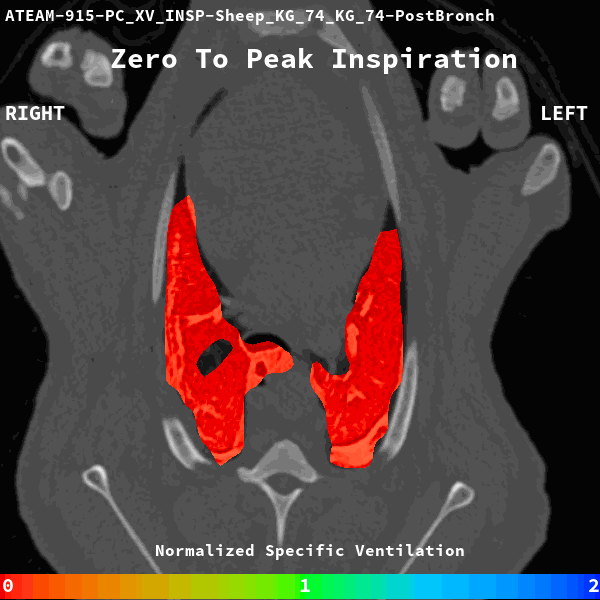 ATEAM-915-PC_XV_INSP-Sheep_KG_74_KG_74-PostBronch
Zero To Peak Inspiration
RIGHT
LEFT
Normalized Specific Ventilation
0 1 2